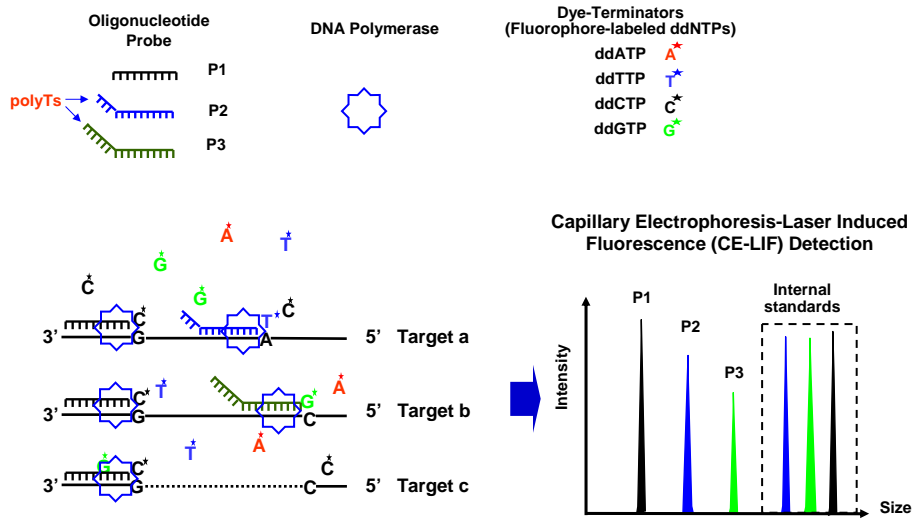 Oligonucleotide
Probe
DNA Polymerase
Dye-Terminators
(Fluorophore-labeled ddNTPs)
P1
ddATP A
ddTTP T
polyTs
P2
ddCTP C
ddGTP G
P3
Capillary Electrophoresis-Laser Induced
Fluorescence (CE-LIF) Detection
A
T
G
C
G
C
T
C
3’ G A 5’ Target a
C
T
G
A
3’ G C 5’ Target b
T
A
G
C
C
3’ G C 5’ Target c
P1
P2
P3
Internal
standards
Intensity
Size